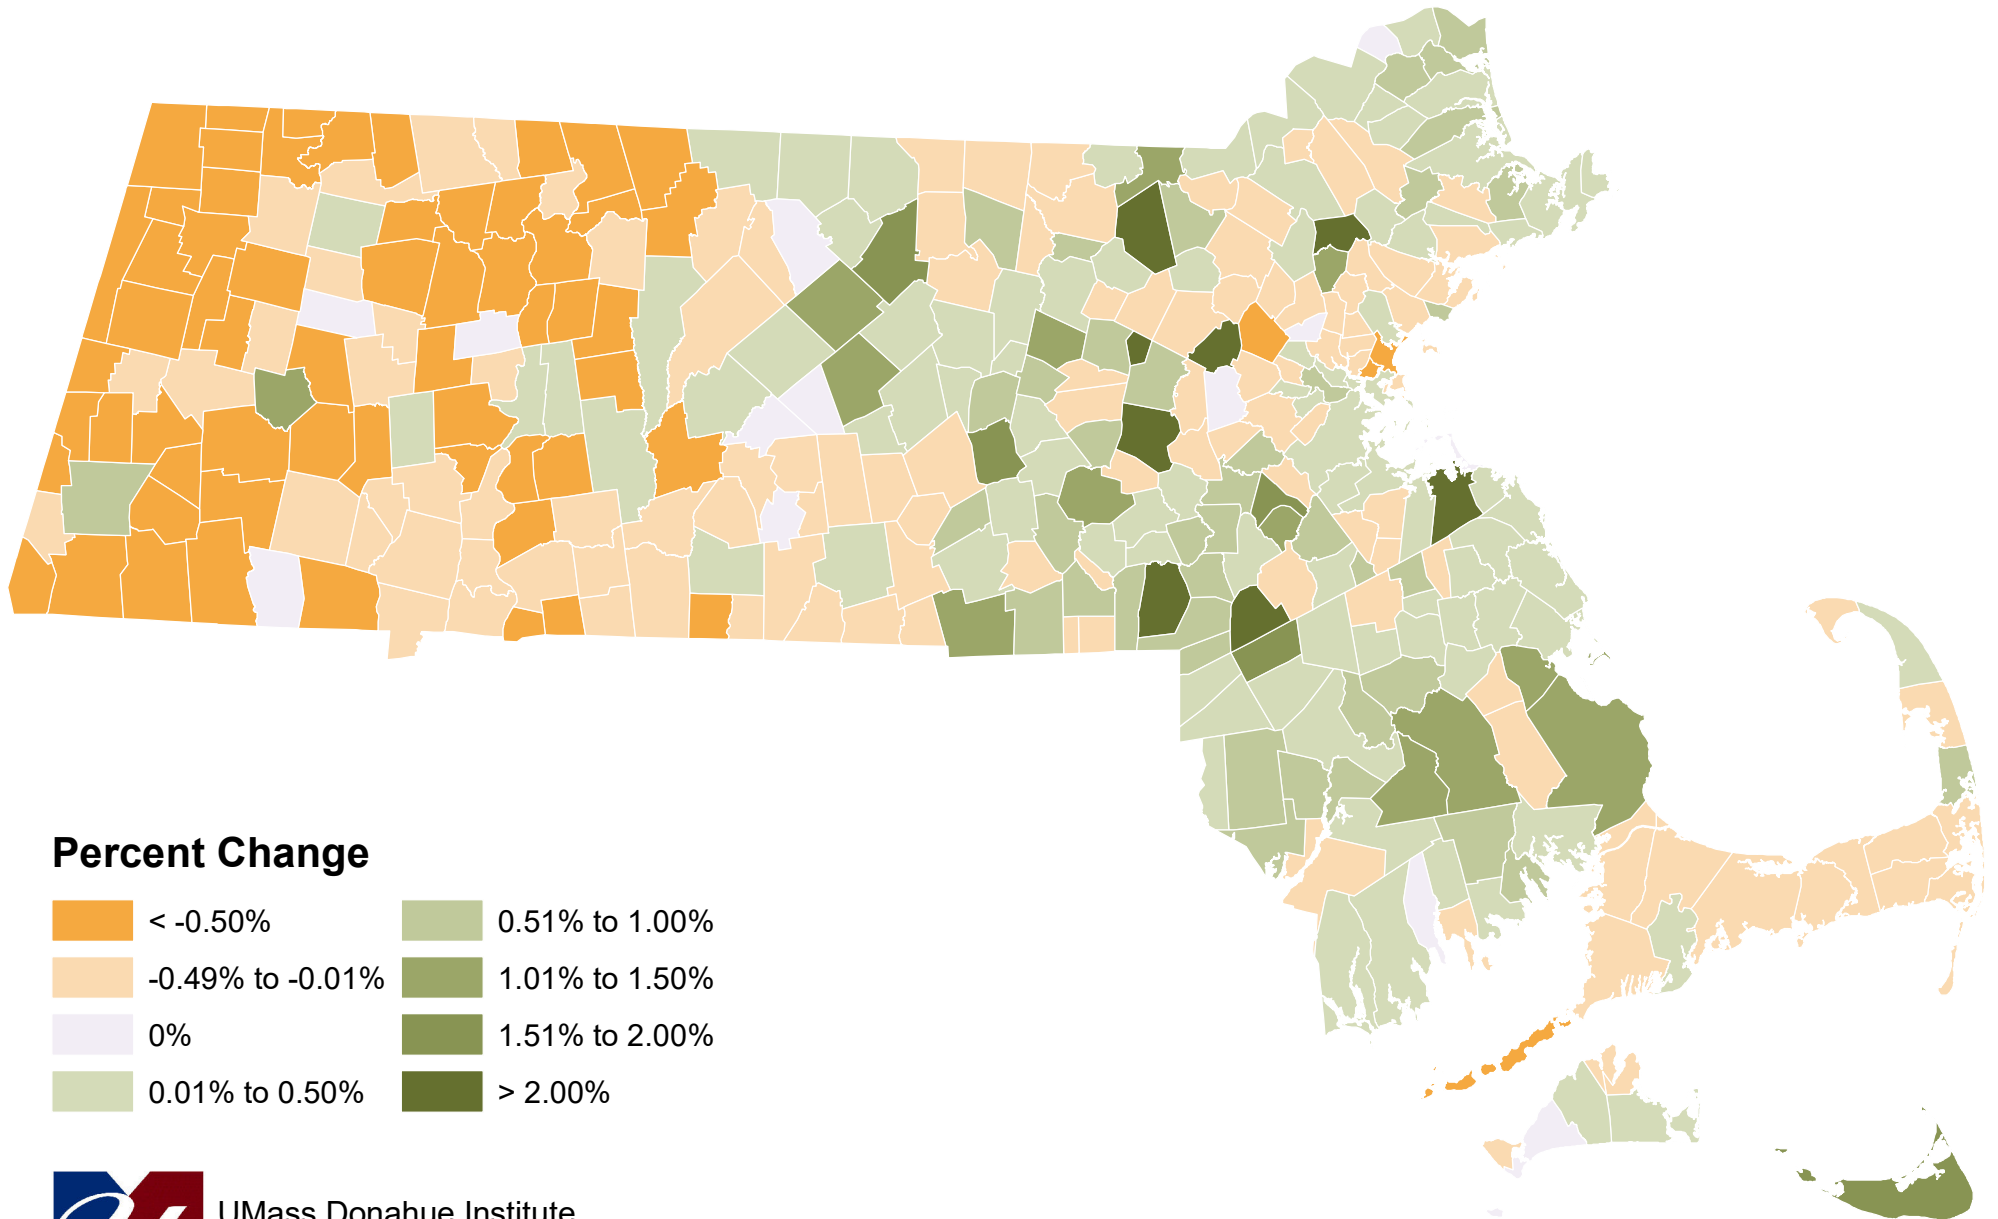 Percent Change
< -0.50%
-0.49% to -0.01%
0%
0.01% to 0.50%
0.51% to 1.00%
1.01% to 1.50%
1.51% to 2.00%
> 2.00%
UMass Donahue Institute